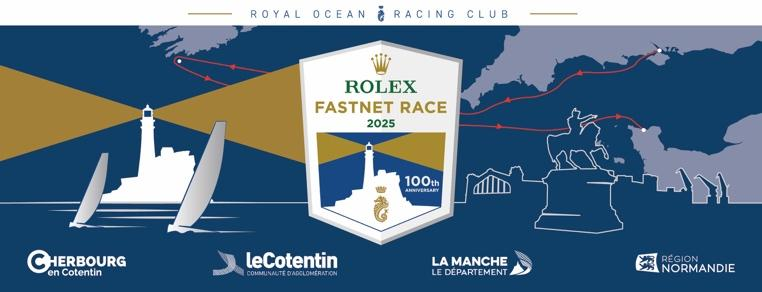 ROYAL OCEAN RACING CLUB
ROLEX
FASTNET RACE
2025
100th
ANNIVERSARY
CHERBOURG
en Cotentin
leCotentin
COMMUNAUTÉ D'AGGLOMÉRATION
LA MANCHE
LE DÉPARTEMENT
RÉGION
NORMANDIE